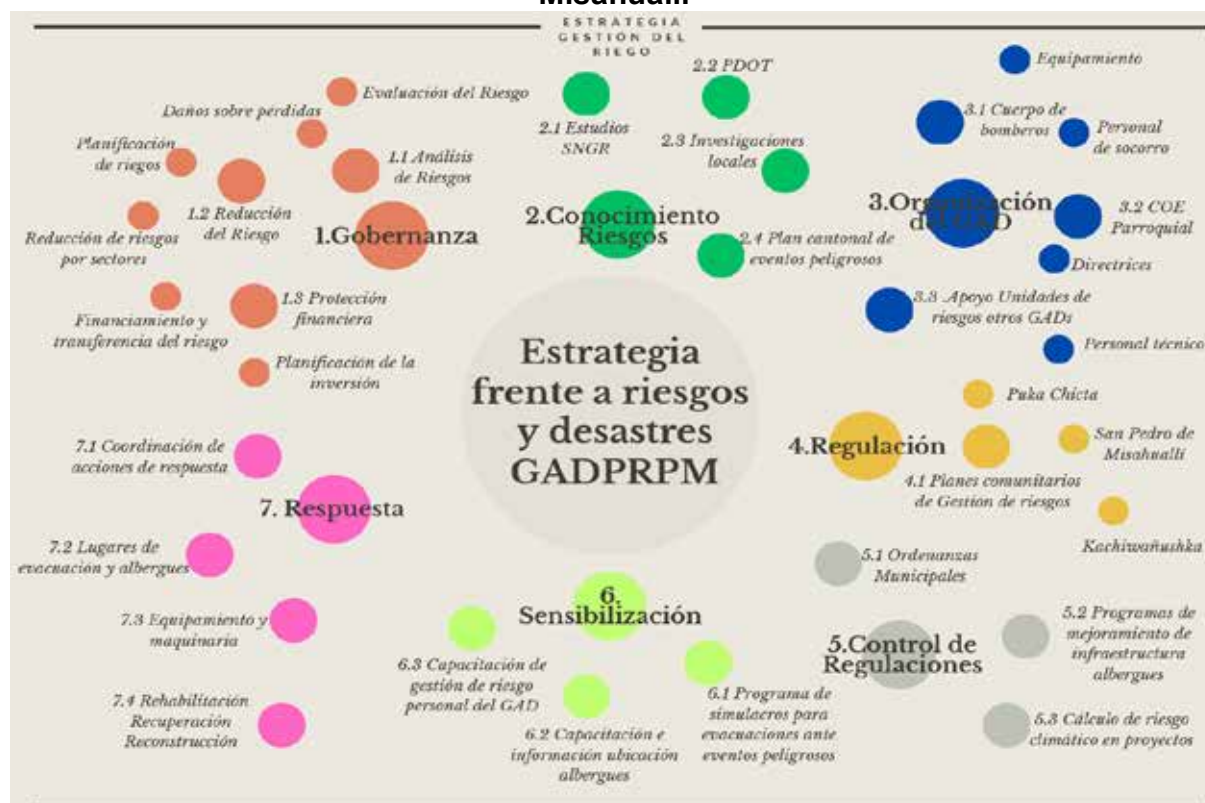 Misahuallí
ESTRATEGIA
GESTIÓN DEL
RIEGO
Evaluación del Riesgo
Daños sobre perdidas
Planificación
de riegos
1.1 Análisis
de Riesgos
1.2 Reducción
del Riesgo
1.Gobernanza
Reducción de riesgos
por sectores
1.3 Protección
financiera
Financiamiento y
transferencia del riesgo
Planificación de la
inversión
2.2 PDOT
2.1 Estudios
SNGR
2.3 Investigaciones
locales
2.Conocimiento
Riesgos
2.4 Plan cantonal de
eventos peligrosos
Equipamiento
3.1 Cuerpo de
bomberos
Personal
de socorro
3.Organización
del GAD
3.2 COE
Parroquial
Directrices
3.3 Apoyo Unidades de
riesgos otros GADs
Personal técnico
Estrategia
frente a riesgos
y desastres
GADPRPM
Puka Chicta
4.Regulación
San Pedro de
Misahualli
4.1 Planes comunitarios
de Gestión de riesgos
Kachiwañushka
5.1 Ordenanzas
Municipales
5.2 Programas de
mejoramiento de
infraestructura
albergues
5.Control de
Regulaciones
5.3 Cálculo de riesgo
climático en proyectos
6.
Sensibilización
6.3 Capacitación de
gestión de riesgo
personal del GAD
6.2 Capacitación e
información ubicación
albergues
6.1 Programa de
simulacros para
evacuaciones ante
eventos peligrosos
7.1 Coordinación de
acciones de respuesta
7. Respuesta
7.2 Lugares de
evacuación y albergues
7.3 Equipamiento y
maquinaria
7.4 Rehabilitación
Recuperación
Reconstrucción